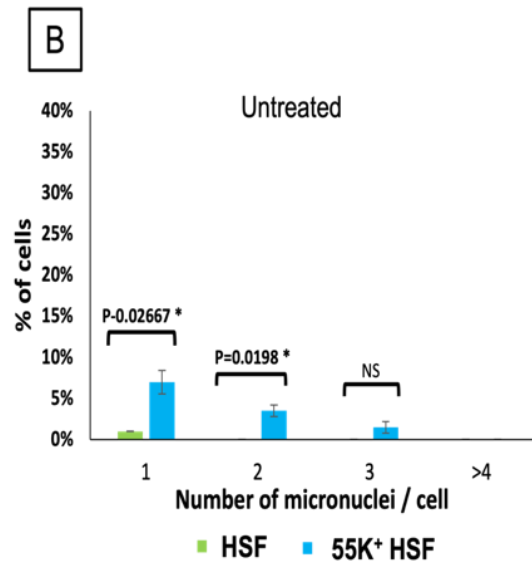 B
Untreated
40%
35%
30%
25%
20%
15%
10%
5%
0%
% of cells
P-0.02667 *
P=0.0198 *
NS
1 2 3 >4
Number of micronuclei / cell
HSF 55K⁺ HSF